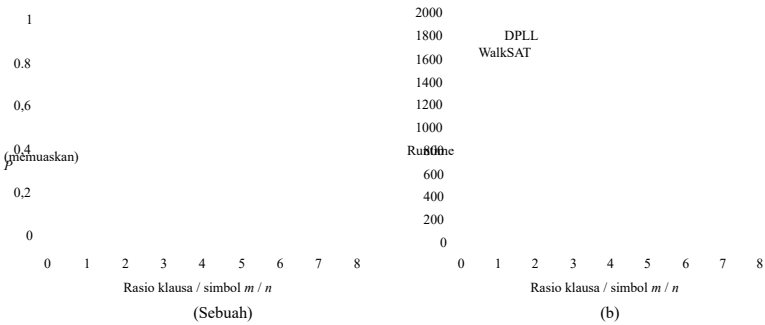 1
0.8
0,6
0,4
(memuaskan)
P
0,2
0
0 1 2 3 4 5 6 7 8
Rasio klausa / simbol m / n
(Sebuah)
2000
1800
DPLL
WalkSAT
1600
1400
1200
1000
Runtime
800
600
400
200
0
0 1 2 3 4 5 6 7 8
Rasio klausa / simbol m / n
(b)